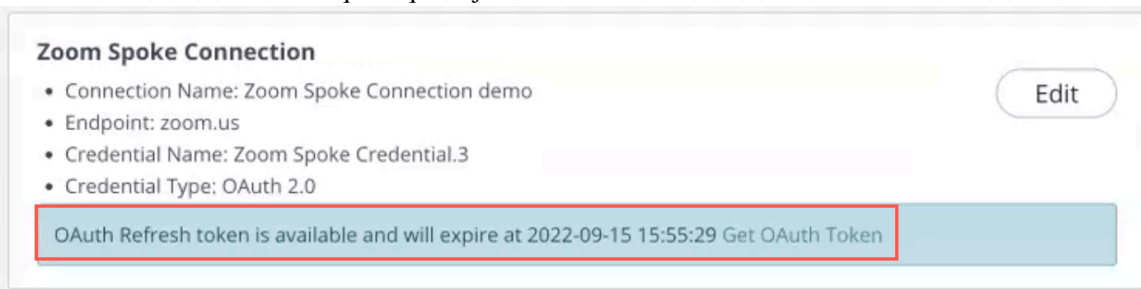 Zoom Spoke Connection
• Connection Name: Zoom Spoke Connection demo
Edit
• Endpoint: zoom.us
• Credential Name: Zoom Spoke Credential.3
• Credential Type: OAuth 2.0
OAuth Refresh token is available and will expire at 2022-09-15 15:55:29 Get OAuth Token